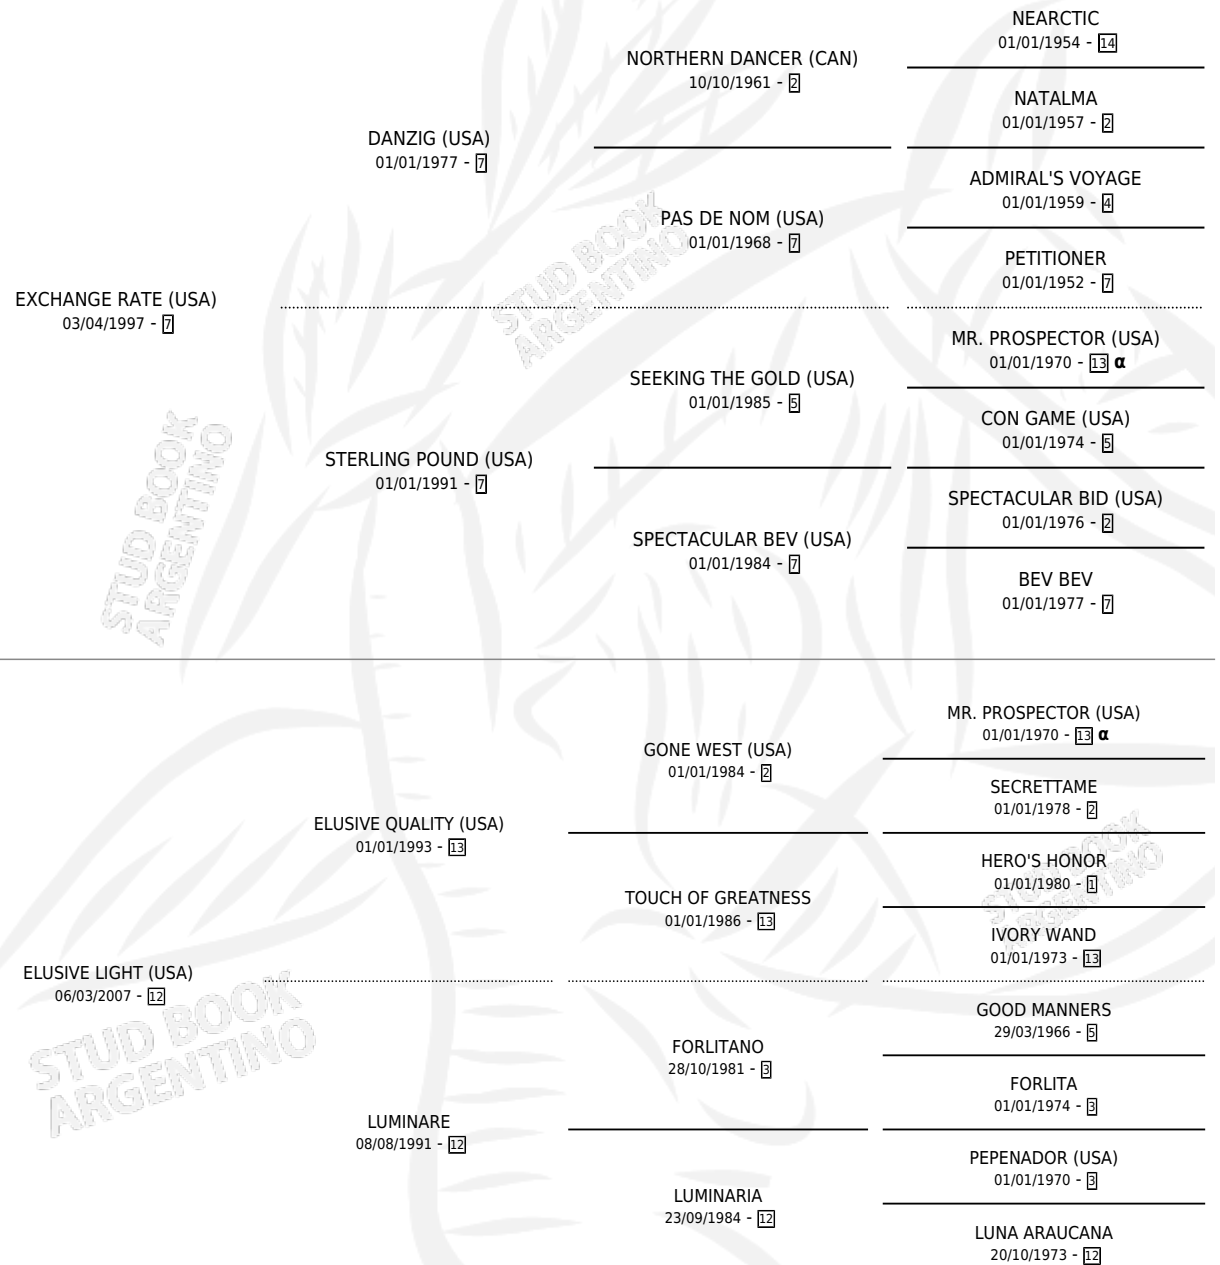 NEARCTIC
01/01/1954 - 14
NORTHERN DANCER (CAN)
10/10/1961 - 2
NATALMA
01/01/1957 - 2
DANZIG (USA)
01/01/1977 - 7
ADMIRAL'S VOYAGE
01/01/1959 - 4
PAS DE NOM (USA)
01/01/1968 - 7
PETITIONER
01/01/1952 - 7
EXCHANGE RATE (USA)
03/04/1997 - 7
MR. PROSPECTOR (USA)
01/01/1970 - 13 α
SEEKING THE GOLD (USA)
01/01/1985 - 5
CON GAME (USA)
01/01/1974 - 5
STERLING POUND (USA)
01/01/1991 - 7
SPECTACULAR BID (USA)
01/01/1976 - 2
SPECTACULAR BEV (USA)
01/01/1984 - 7
BEV BEV
01/01/1977 - 7
MR. PROSPECTOR (USA)
01/01/1970 - 13 α
GONE WEST (USA)
01/01/1984 - 2
SECRETTAME
01/01/1978 - 2
ELUSIVE QUALITY (USA)
01/01/1993 - 13
HERO'S HONOR
01/01/1980 - 1
TOUCH OF GREATNESS
01/01/1986 - 13
IVORY WAND
01/01/1973 - 13
ELUSIVE LIGHT (USA)
06/03/2007 - 12
GOOD MANNERS
29/03/1966 - 5
FORLITANO
28/10/1981 - 3
FORLITA
01/01/1974 - 3
LUMINARE
08/08/1991 - 12
PEPENADOR (USA)
01/01/1970 - 3
LUMINARIA
23/09/1984 - 12
LUNA ARAUCANA
20/10/1973 - 12
STUD BOOK
ARGENTINO
STUD BOOK
ARGENTINO
STUD BOOK
ARGENTINO
STUD BOOK
ARGENTINO